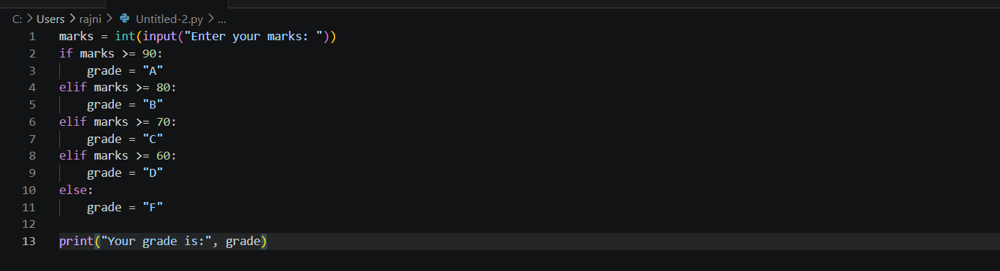 C: > Users > rajni > Untitled-2.py > ...
1 marks = int(input("Enter your marks: "))
2 if marks >= 90:
3     grade = "A"
4 elif marks >= 80:
5     grade = "B"
6 elif marks >= 70:
7     grade = "C"
8 elif marks >= 60:
9     grade = "D"
10 else:
11     grade = "F"
12
13 print("Your grade is:", grade)